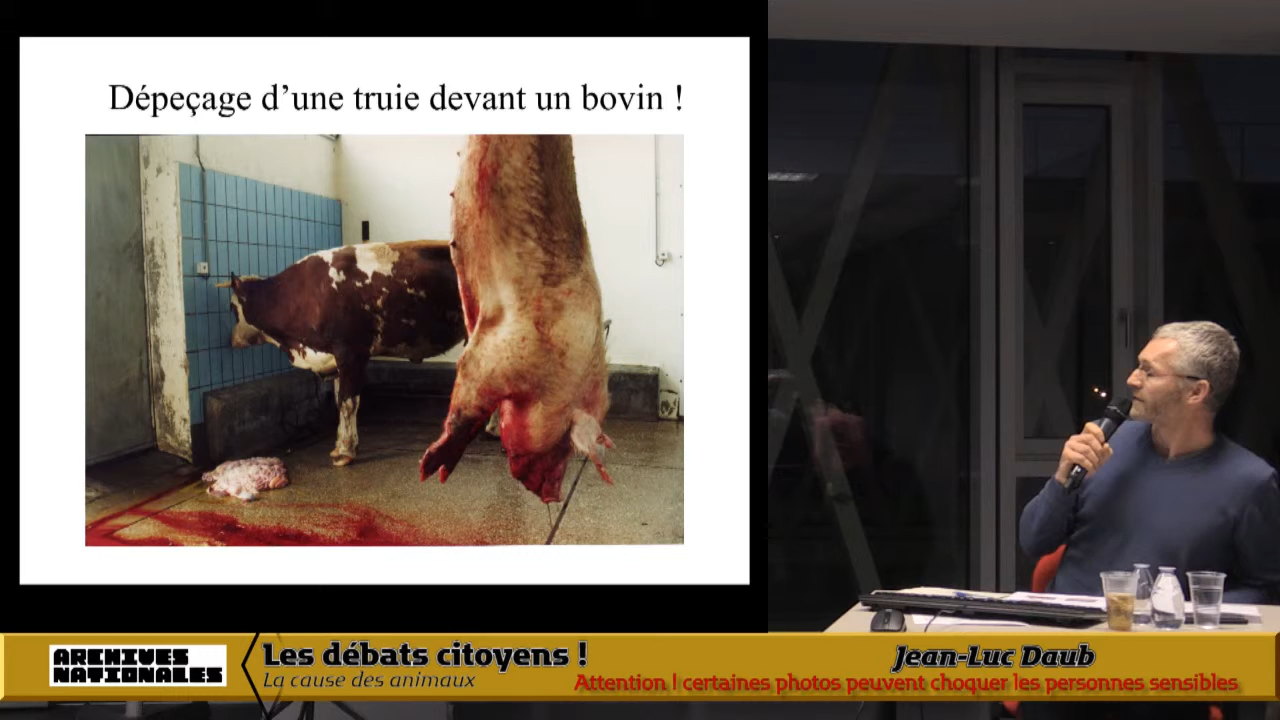 Dépeçage d'une truie devant un bovin !
ARCHIVES
NATIONALES
Les débats citoyens !
La cause des animaux
Jean-Luc Daub
Attention ! certaines photos peuvent choquer les personnes sensibles